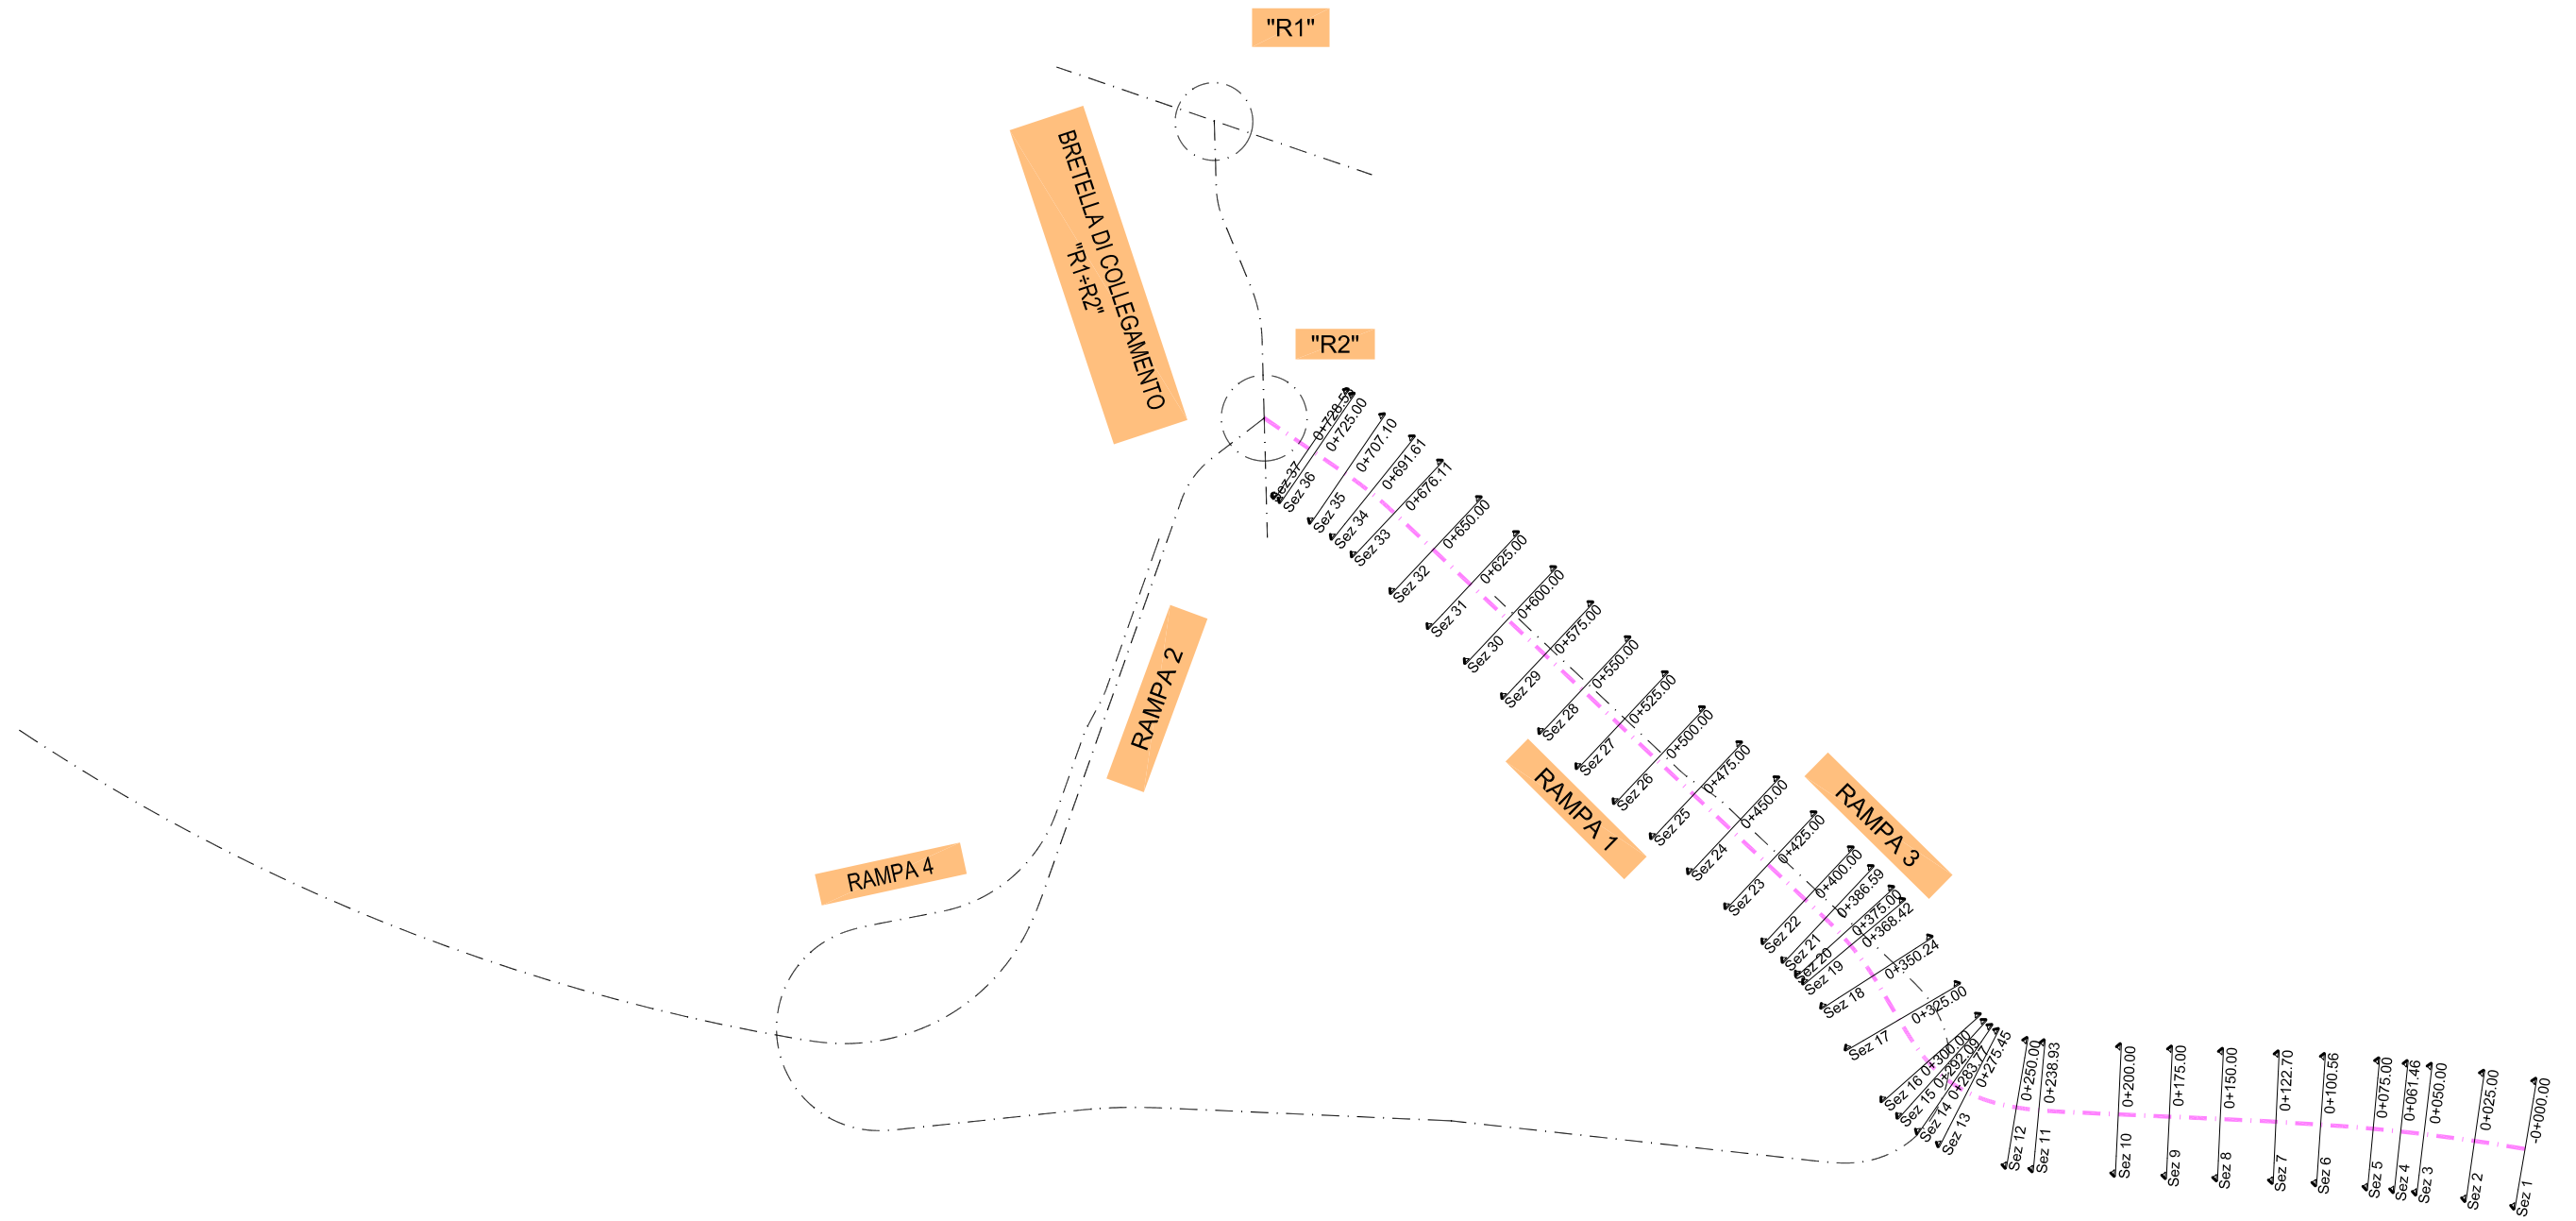 "R1"
BRETELLA DI COLLEGAMENTO
"R1÷R2"
"R2"
RAMPA 2
RAMPA 4
RAMPA 1
RAMPA 3
Sez 37
Sez 36 0+725.00
Sez 35 0+707.10
Sez 34 0+691.61
Sez 33 0+676.11
Sez 32 0+650.00
Sez 31 0+625.00
Sez 30 0+600.00
Sez 29 0+575.00
Sez 28 0+550.00
Sez 27 0+525.00
Sez 26 0+500.00
Sez 25 0+475.00
Sez 24 0+450.00
Sez 23 0+425.00
Sez 22 0+400.00
Sez 21 0+386.59
Sez 20 0+375.00
Sez 19 0+368.42
Sez 18 0+350.24
Sez 17 0+325.00
Sez 16 0+300.00
Sez 15 0+292.09
Sez 14 0+283.77
Sez 13 0+275.45
Sez 12 0+250.00
Sez 11 0+238.93
Sez 10 0+200.00
Sez 9 0+175.00
Sez 8 0+150.00
Sez 7 0+122.70
Sez 6 0+100.56
Sez 5 0+075.00
Sez 4 0+061.46
Sez 3 0+050.00
Sez 2 0+025.00
Sez 1 -0+000.00